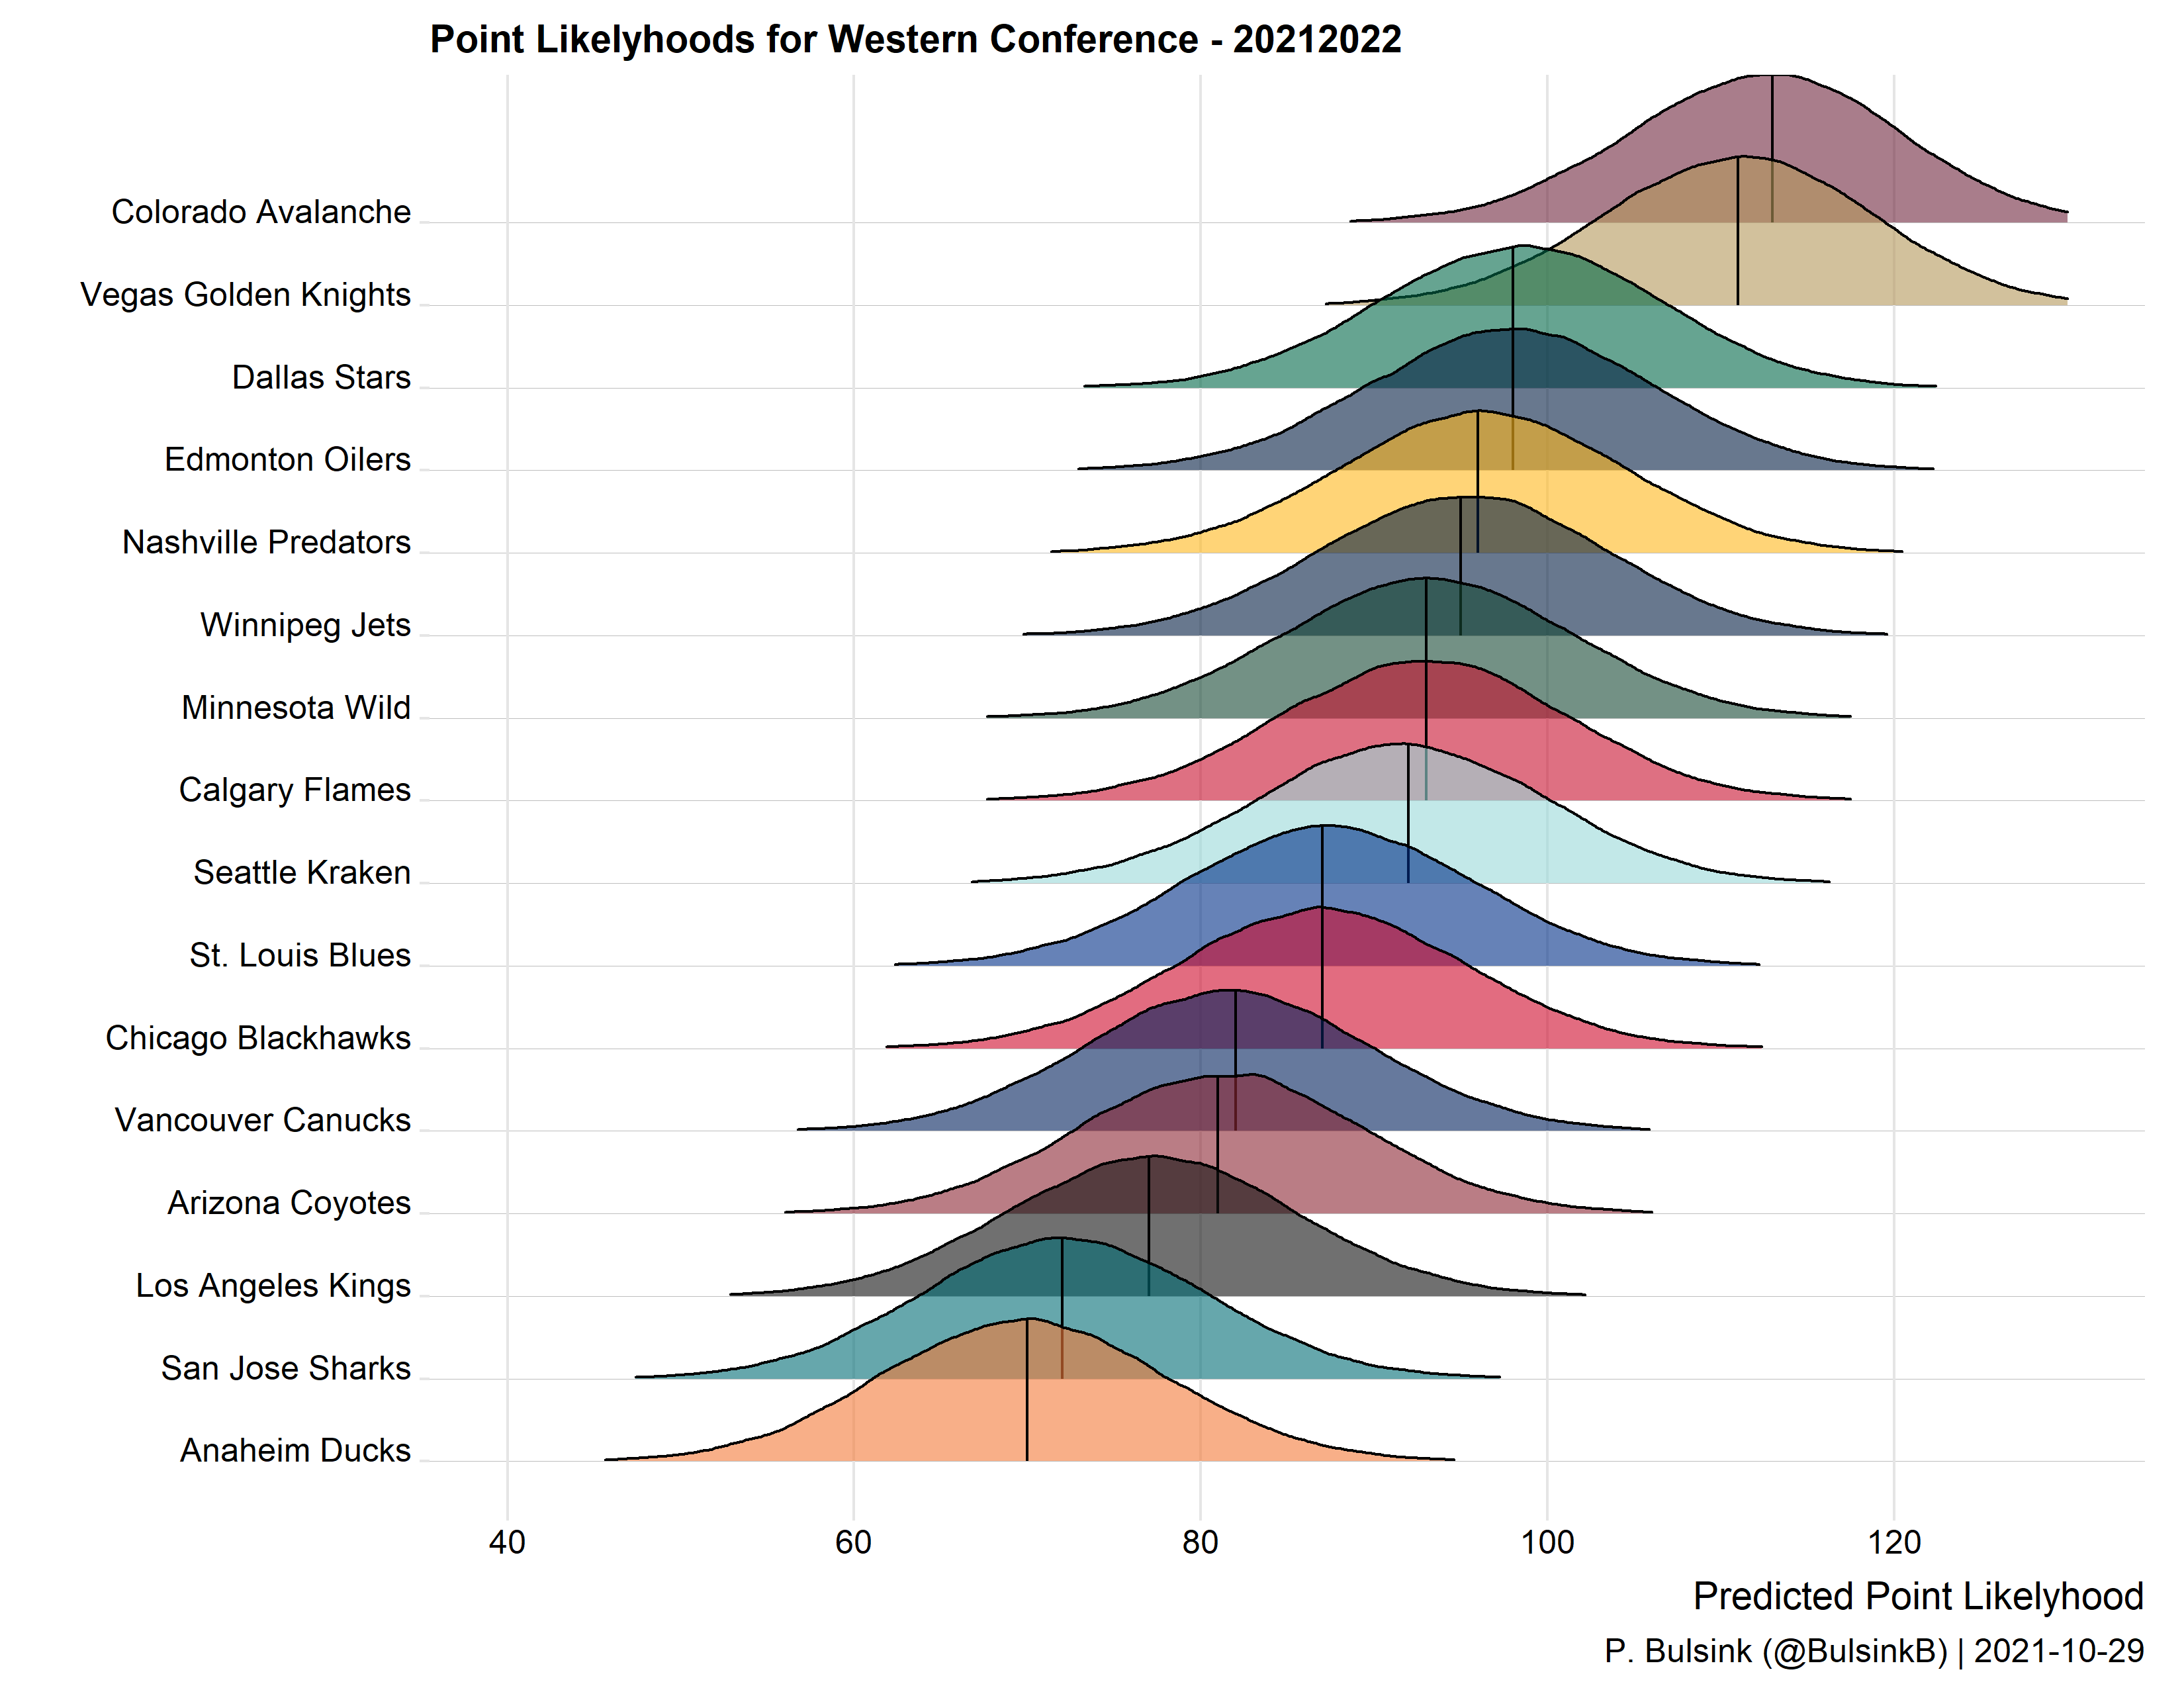 Point Likelyhoods for Western Conference - 20212022
Colorado Avalanche
Vegas Golden Knights
Dallas Stars
Edmonton Oilers
Nashville Predators
Winnipeg Jets
Minnesota Wild
Calgary Flames
Seattle Kraken
St. Louis Blues
Chicago Blackhawks
Vancouver Canucks
Arizona Coyotes
Los Angeles Kings
San Jose Sharks
Anaheim Ducks
40 60 80 100 120
Predicted Point Likelyhood
P. Bulsink (@BulsinkB) | 2021-10-29